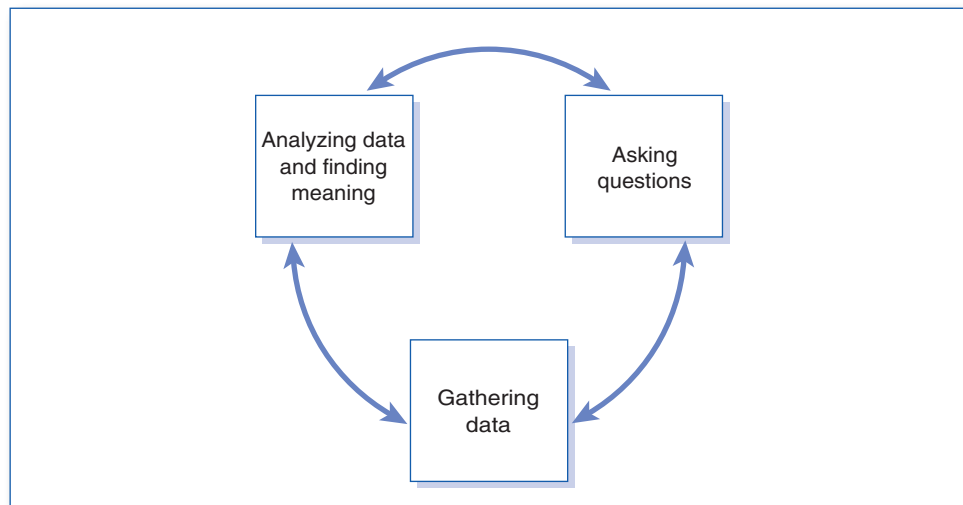 Analyzing data
and finding
meaning
Asking
questions
Gathering
data